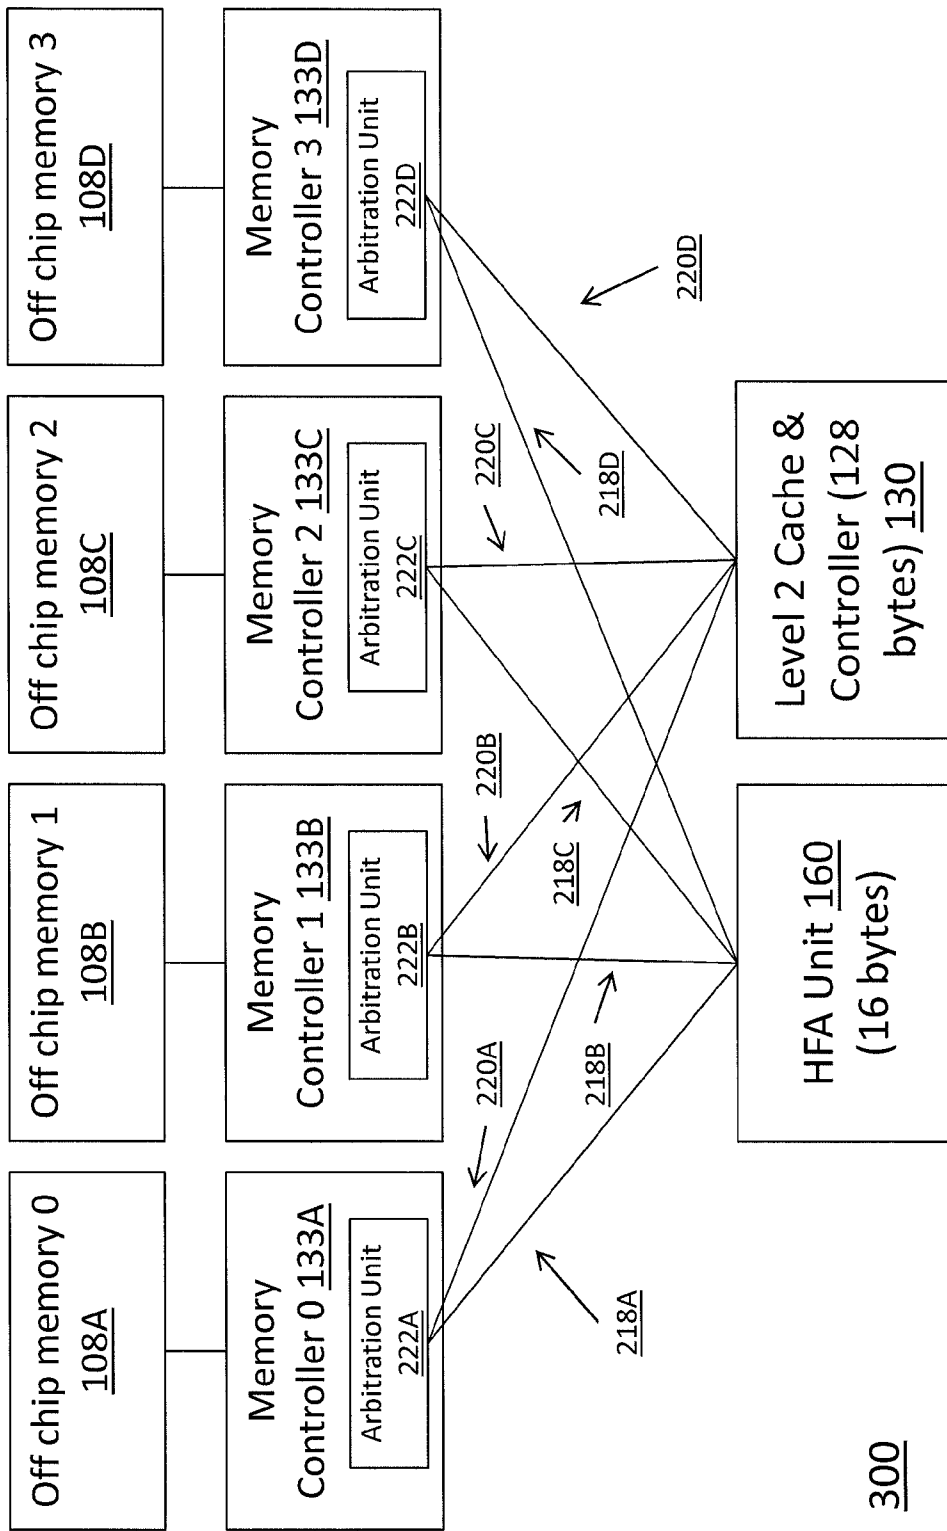 Off chip memory 0
108A
Off chip memory 1
108B
Off chip memory 2
108C
Off chip memory 3
108D
Memory
Controller 0 133A
Arbitration Unit
222A
Memory
Controller 1 133B
Arbitration Unit
222B
Memory
Controller 2 133C
Arbitration Unit
222C
Memory
Controller 3 133D
Arbitration Unit
222D
220A
220B
220C
218A
218B
218C
218D
220D
HFA Unit 160
(16 bytes)
Level 2 Cache &
Controller (128
bytes) 130
300